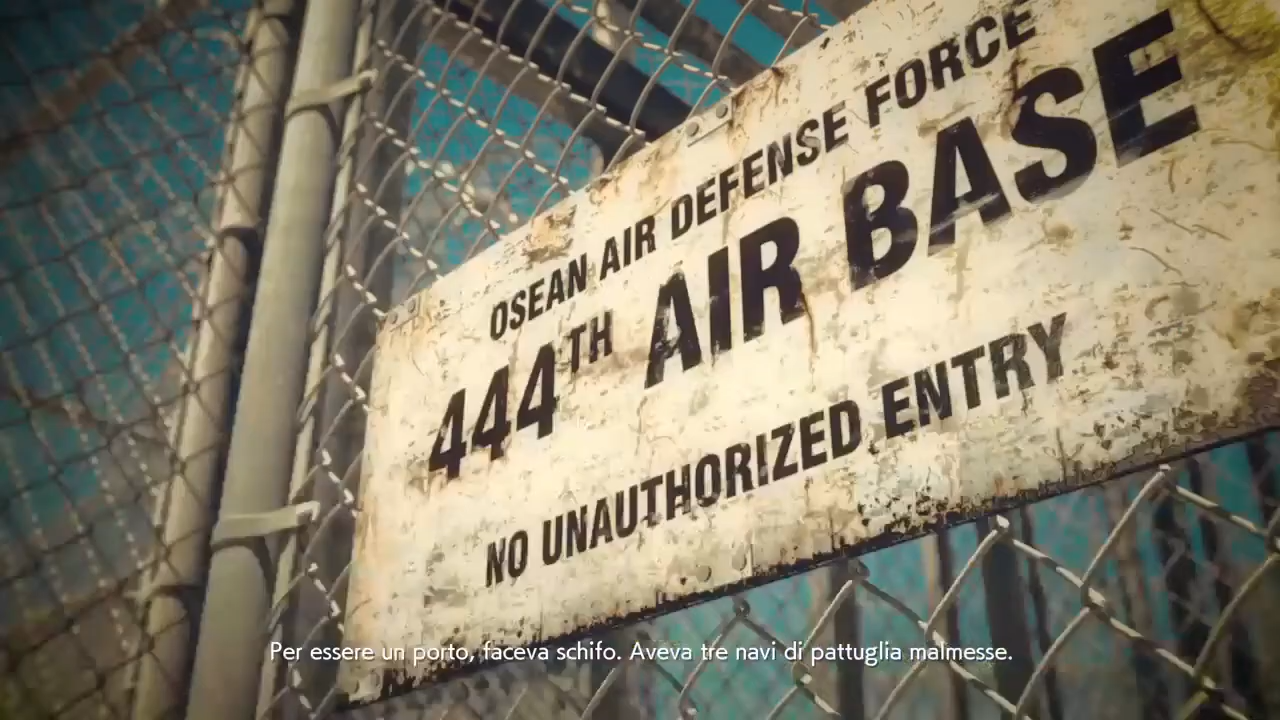 OSEAN AIR DEFENSE FORCE
444TH AIR BASE
NO UNAUTHORIZED ENTRY
Per essere un porto, faceva schifo. Aveva tre navi di pattuglia malmesse.